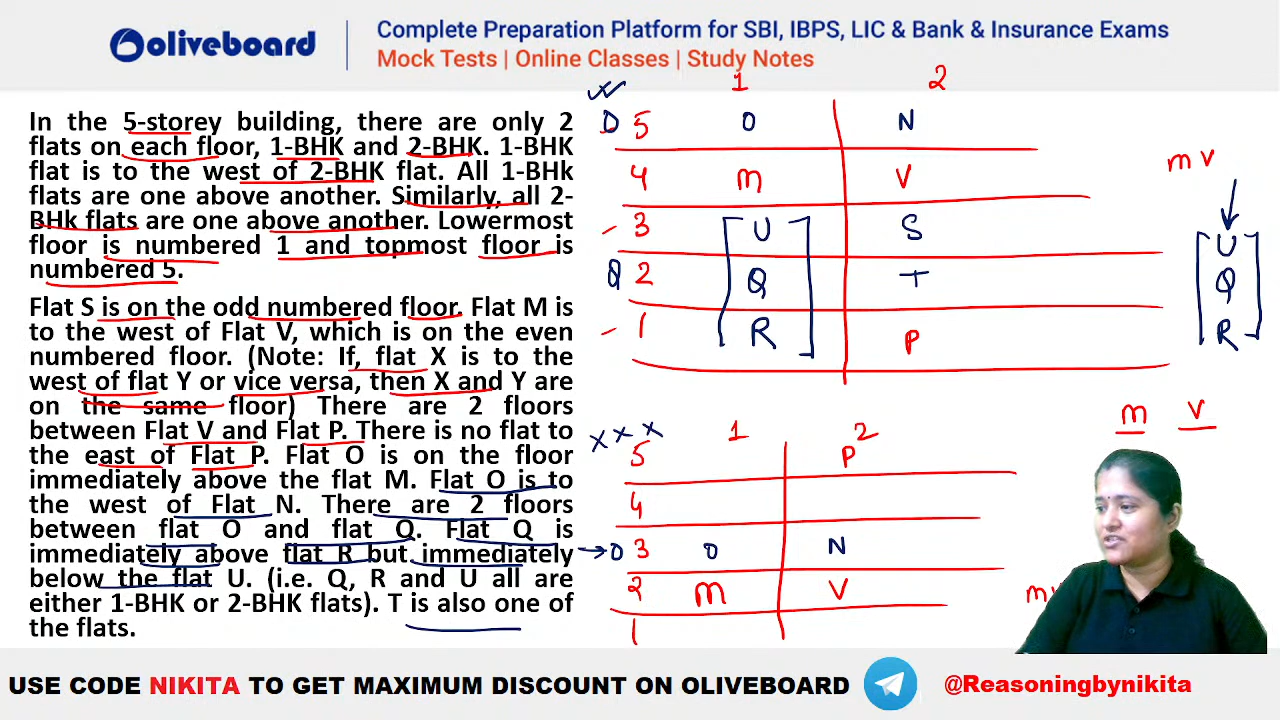 oliveboard
Complete Preparation Platform for SBI, IBPS, LIC & Bank & Insurance Exams
Mock Tests | Online Classes | Study Notes
In the 5-storey building, there are only 2
flats on each floor, 1-BHK and 2-BHK. 1-BHK
flat is to the west of 2-BHK flat. All 1-BHk
flats are one above another. Similarly, all 2-
BHk flats are one above another. Lowermost
floor is numbered 1 and topmost floor is
numbered 5.
Flat S is on the odd numbered floor. Flat M is
to the west of Flat V, which is on the even
numbered floor. (Note: If, flat X is to the
west of flat Y or vice versa, then X and Y are
on the same floor) There are 2 floors
between Flat V and Flat P. There is no flat to
the east of Flat P. Flat O is on the floor
immediately above the flat M. Flat O is to
the west of Flat N. There are 2 floors
between flat O and flat Q. Flat Q is
immediately above flat R but immediately
below the flat U. (i.e. Q, R and U all are
either 1-BHK or 2-BHK flats). T is also one of
the flats.
1 2
O 5 O N
4 m V
3 U S
Q 2 Q T
1 R P
m v
U
Q
R
m v
1 2
x x x
5 P
4
O 3 O N
2 m V
1
USE CODE NIKITA TO GET MAXIMUM DISCOUNT ON OLIVEBOARD
@Reasoningbynikita